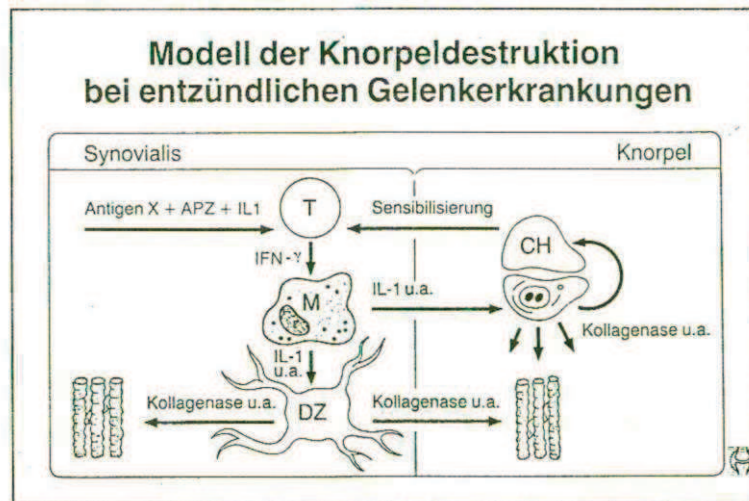 Modell der Knorpeldestruktion
bei entzündlichen Gelenkerkrankungen
Synovialis
Knorpel
Antigen X + APZ + IL1
T
Sensibilisierung
CH
IFN-γ
M
IL-1 u.a.
IL-1
u.a.
Kollagenase u.a.
Kollagenase u.a.
DZ
Kollagenase u.a.